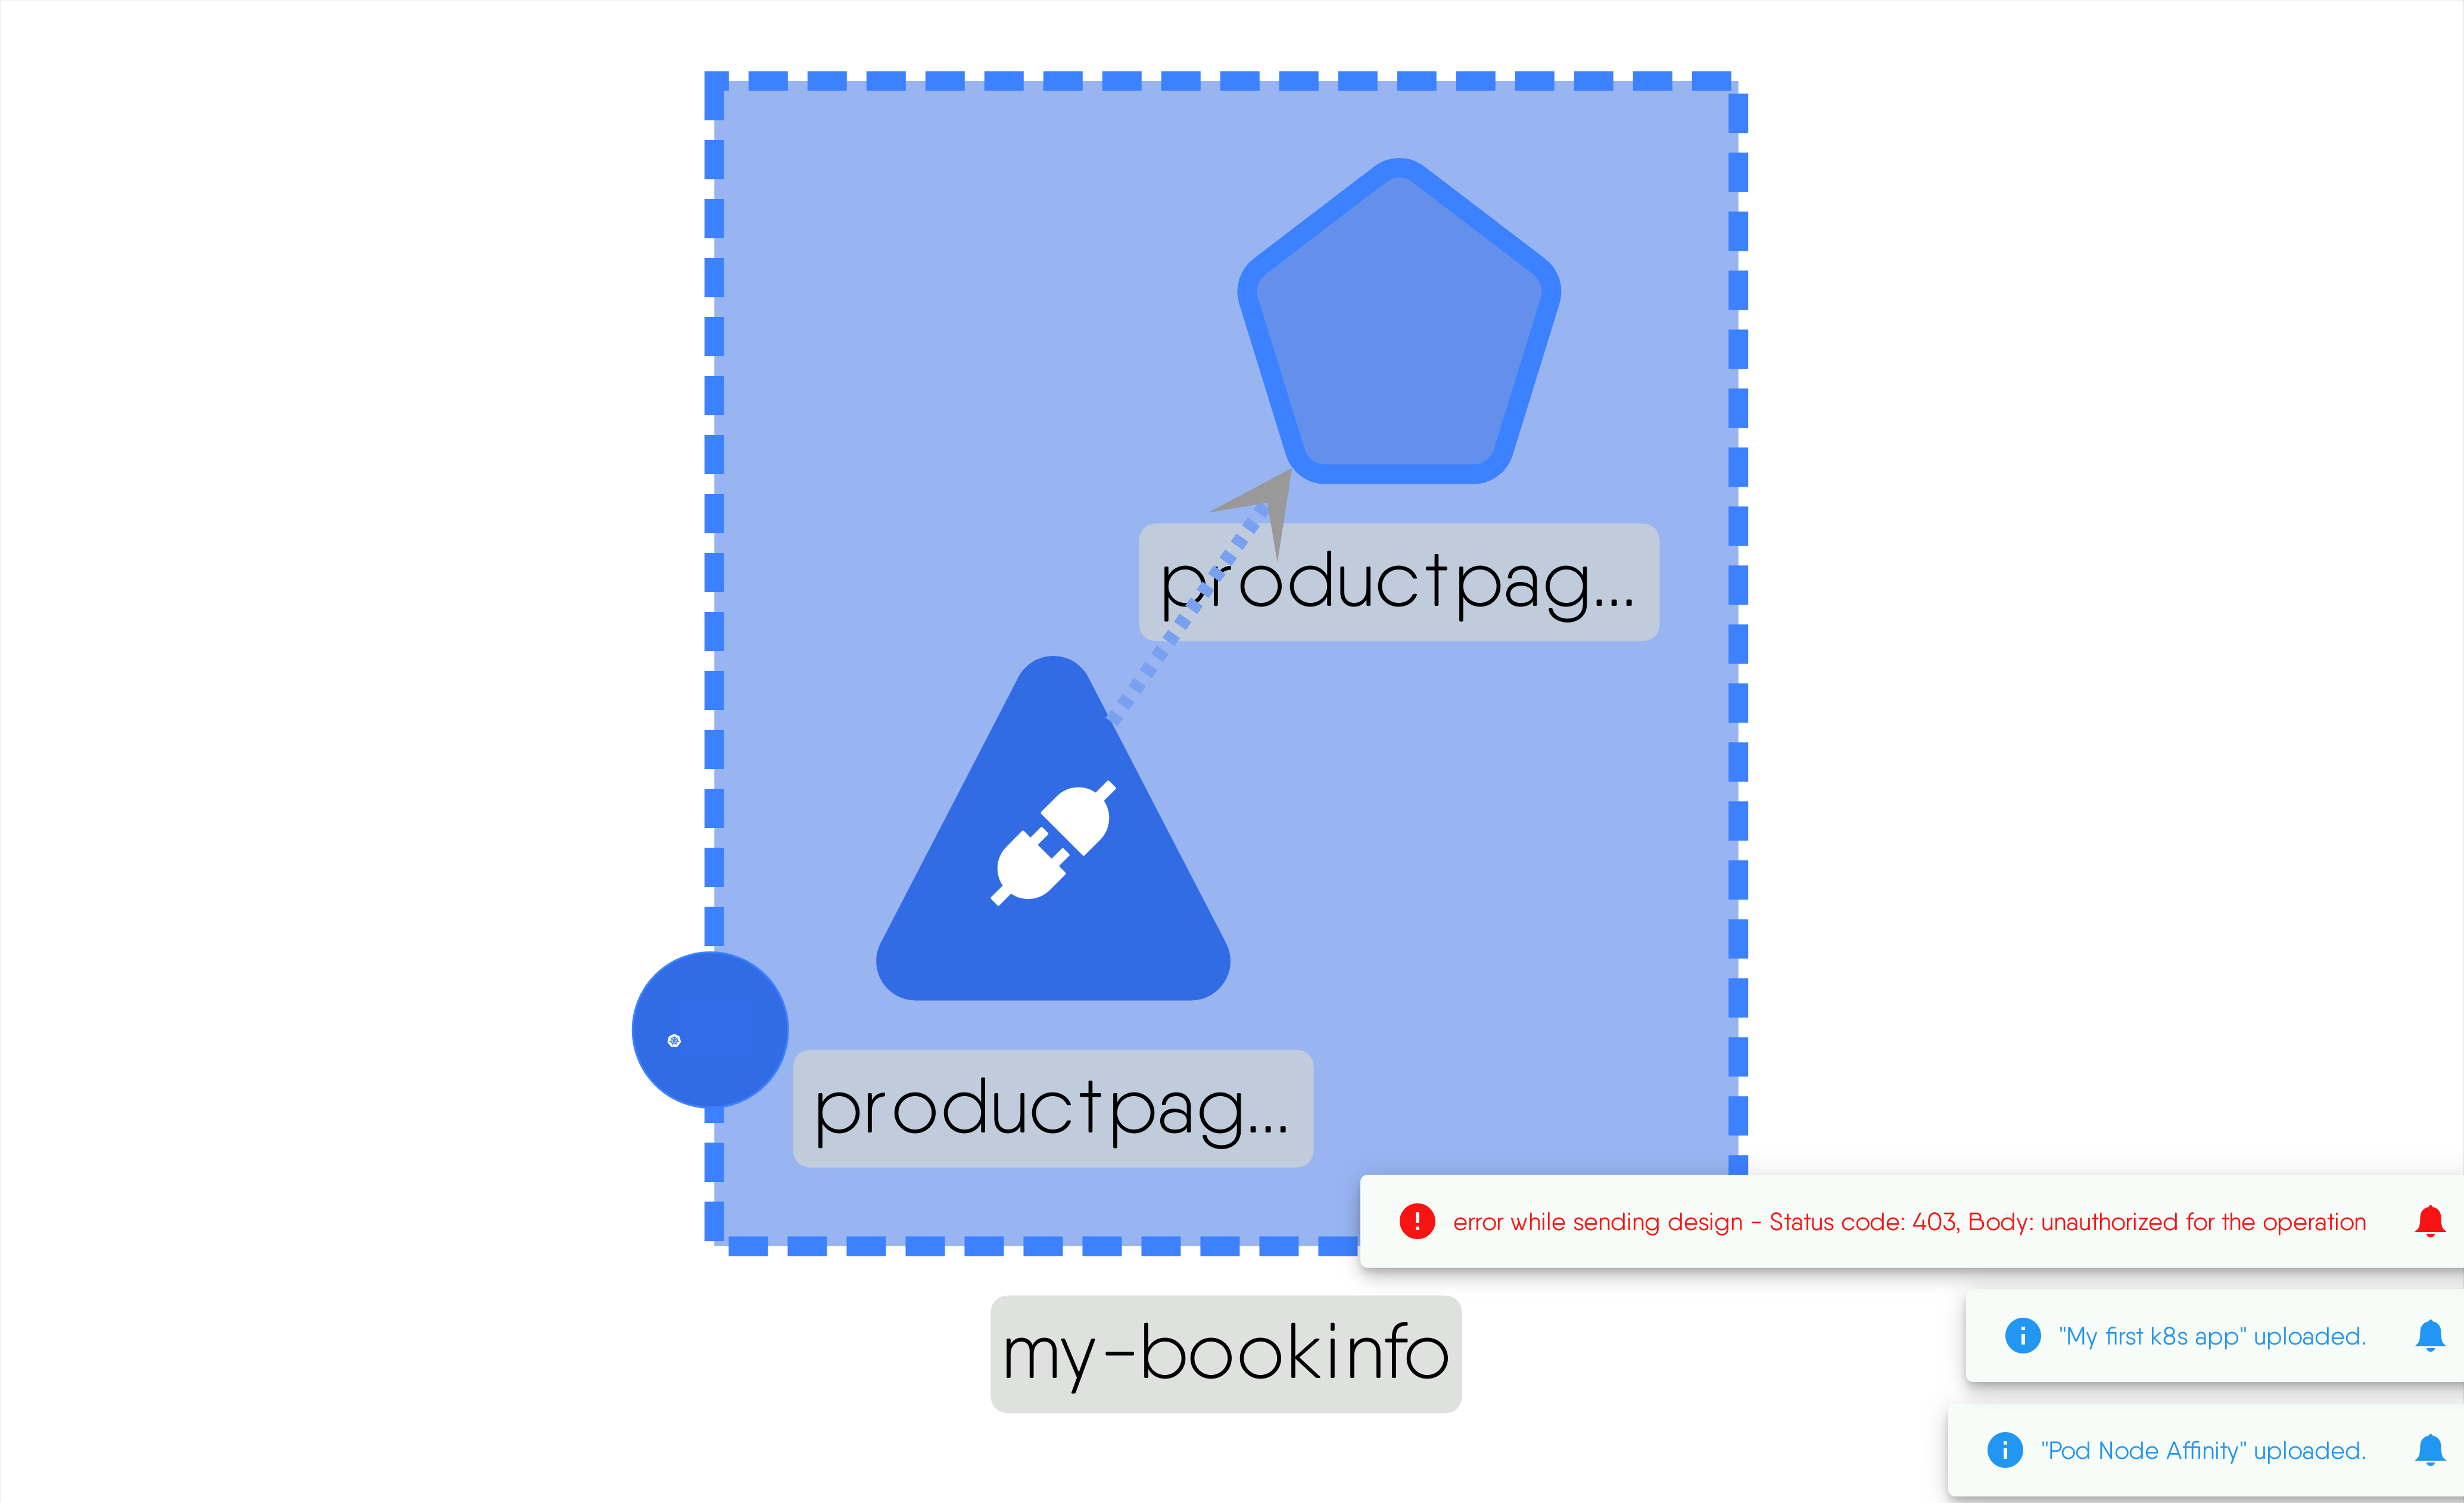 productpag...
productpag...
error while sending design - Status code: 403, Body: unauthorized for the operation
"My first k8s app" uploaded.
my-bookinfo
"Pod Node Affinity" uploaded.